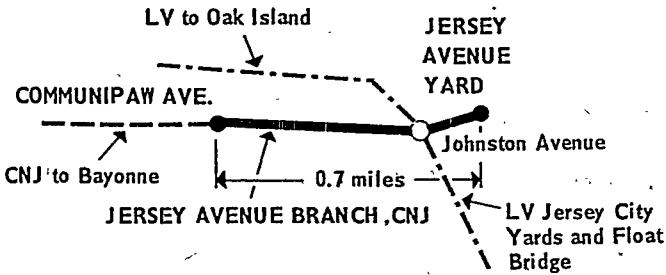 LV to Oak Island
JERSEY
AVENUE
YARD
COMMUNIPAW AVE.
Johnston Avenue
CNJ to Bayonne
0.7 miles
JERSEY AVENUE BRANCH, CNJ
LV Jersey City
Yards and Float
Bridge